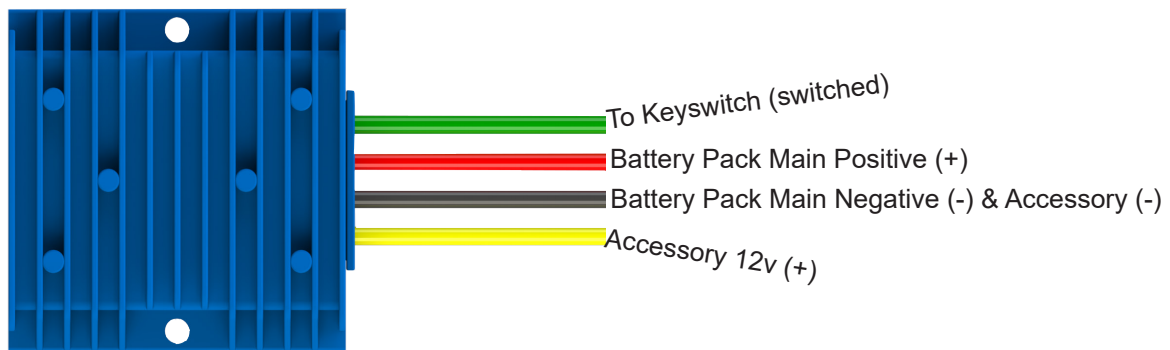 To Keyswitch (switched)
Battery Pack Main Positive (+)
Battery Pack Main Negative (-) & Accessory (-)
Accessory 12v (+)